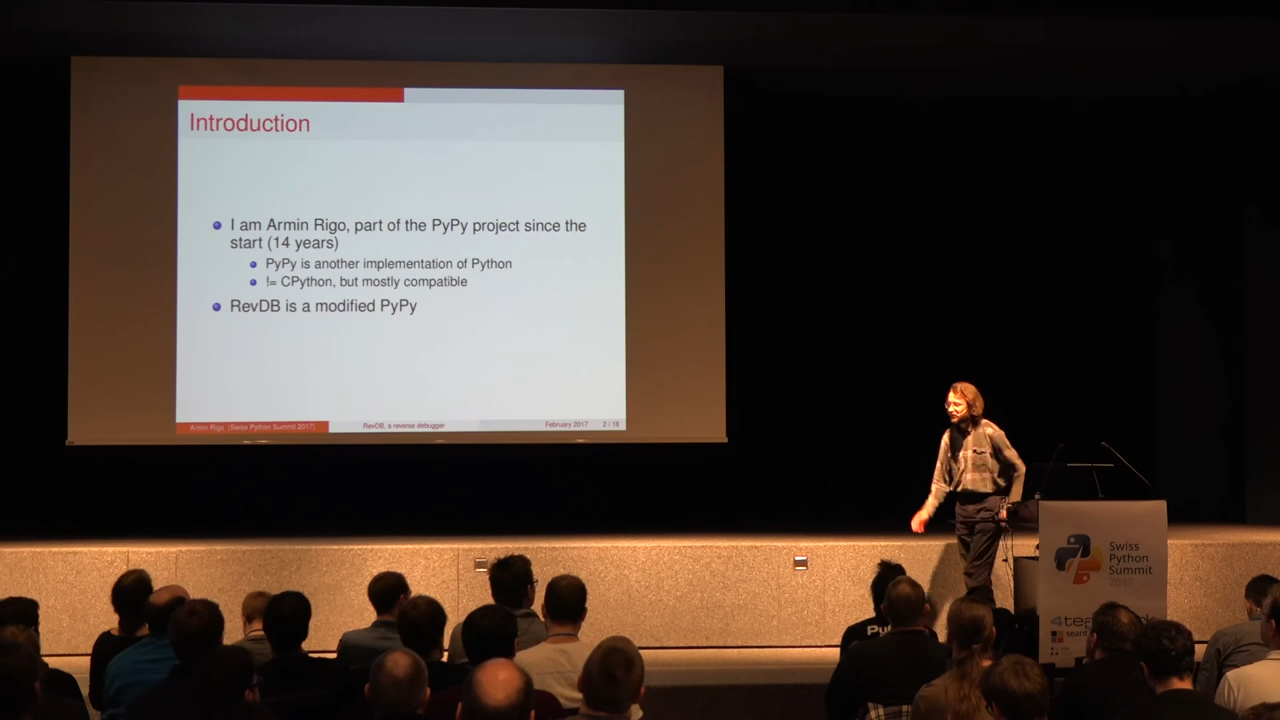 Introduction
I am Armin Rigo, part of the PyPy project since the
start (14 years)
PyPy is another implementation of Python
!= CPython, but mostly compatible
RevDB is a modified PyPy
Armin Rigo (Swiss Python Summit 2017)
RevDB, a reverse debugger
February 2017
2 / 16
Swiss
Python
Summit
2017